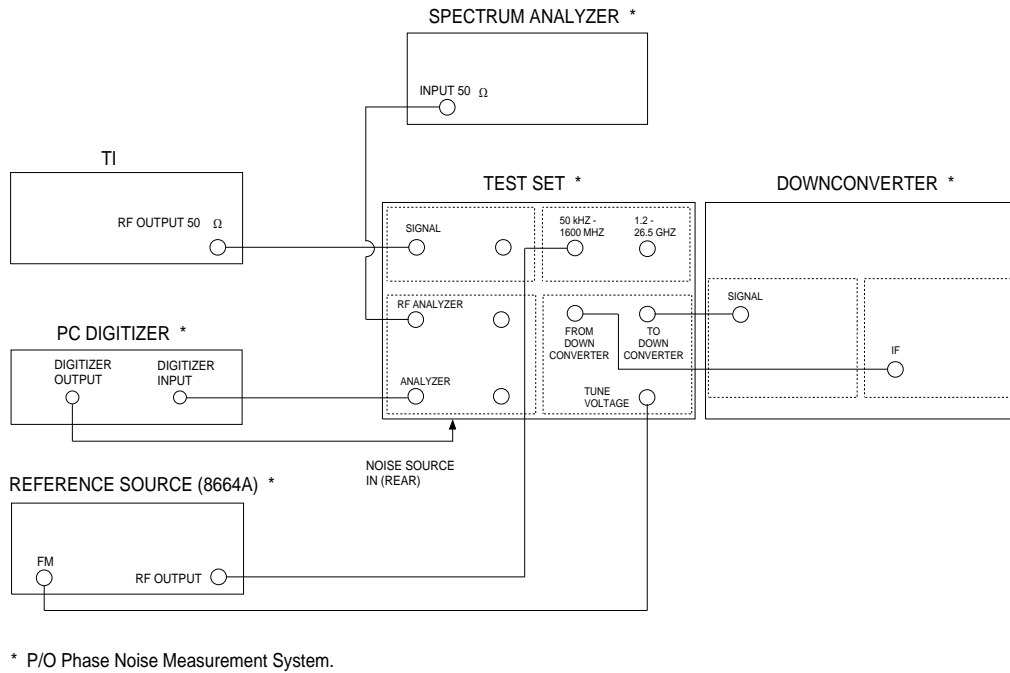 SPECTRUM ANALYZER *
INPUT 50 Ω
TI
RF OUTPUT 50 Ω
TEST SET *
SIGNAL
50 kHZ -
1600 MHZ
1.2 -
26.5 GHZ
RF ANALYZER
FROM
DOWN
CONVERTER
TO
DOWN
CONVERTER
ANALYZER
TUNE
VOLTAGE
DOWNCONVERTER *
SIGNAL
IF
PC DIGITIZER *
DIGITIZER
OUTPUT
DIGITIZER
INPUT
NOISE SOURCE
IN (REAR)
REFERENCE SOURCE (8664A) *
FM
RF OUTPUT
* P/O Phase Noise Measurement System.